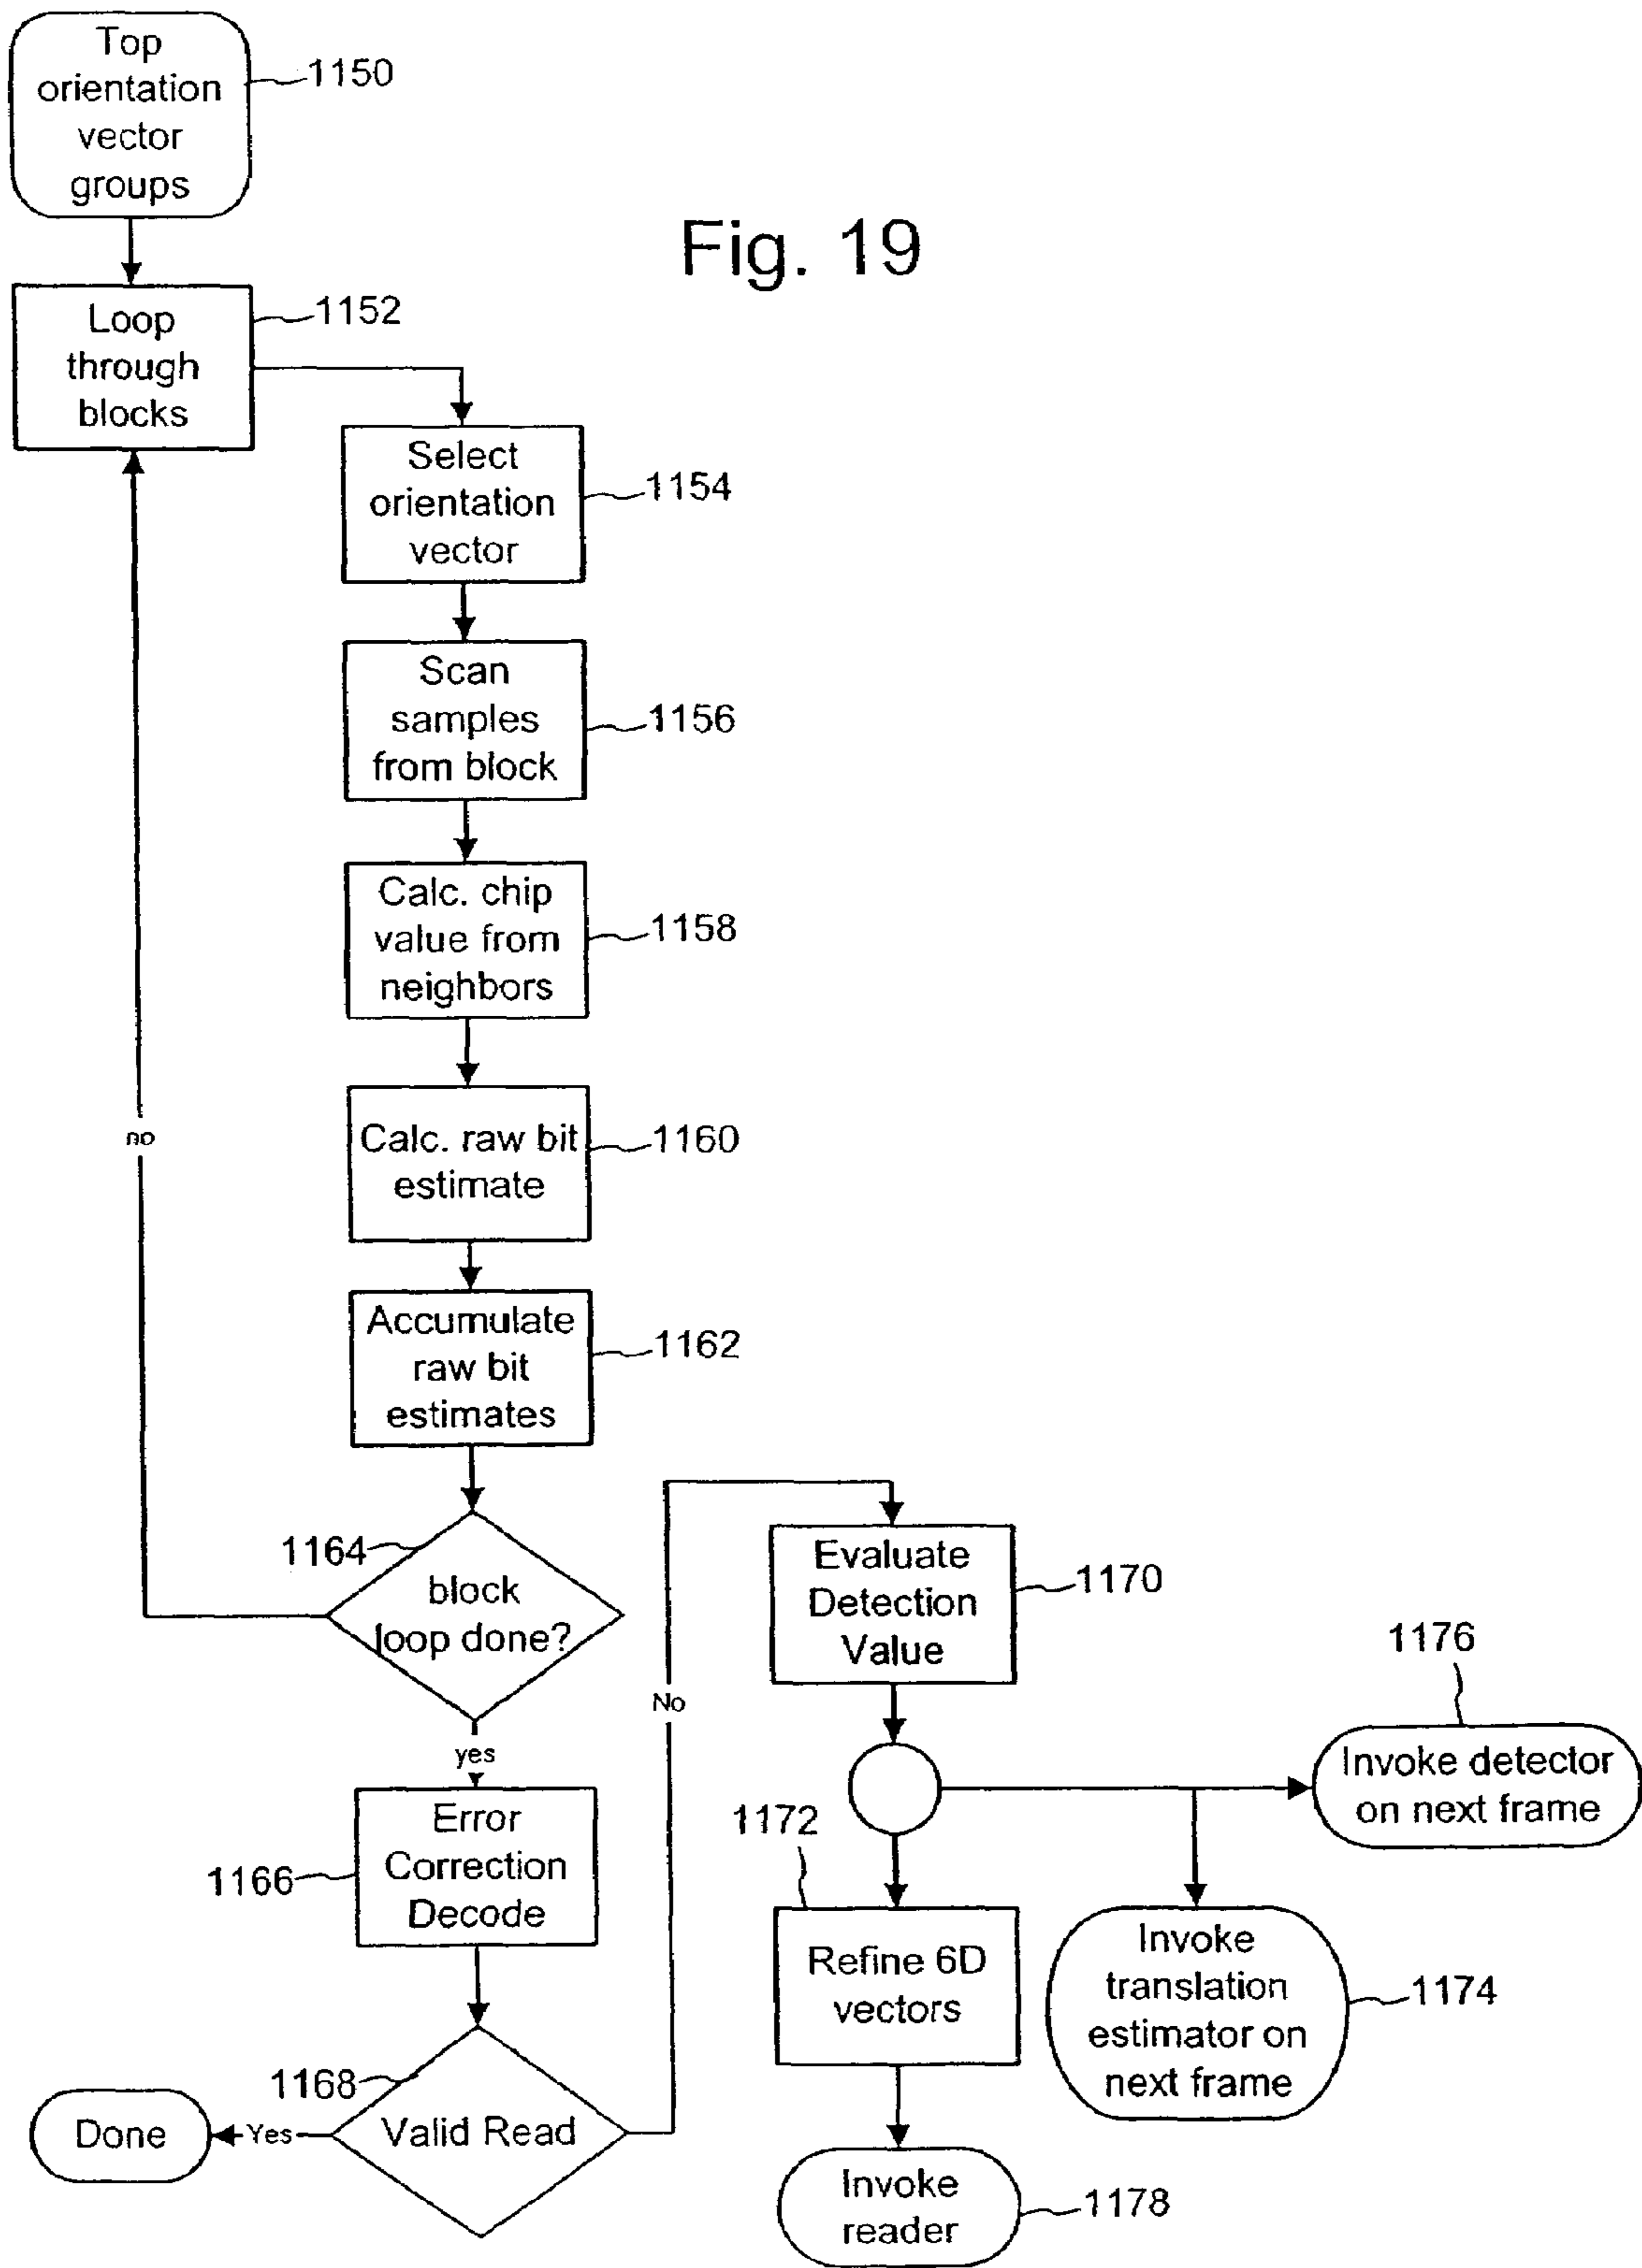 Top
orientation
vector
groups
1150
Fig. 19
Loop
through
blocks
1152
Select
orientation
vector
1154
Scan
samples
from block
1156
Calc. chip
value from
neighbors
1158
no
Calc. raw bit
estimate
1160
Accumulate
raw bit
estimates
1162
1164
block
loop done?
yes
Error
Correction
Decode
1166
1168
Valid Read
Yes
Done
No
Evaluate
Detection
Value
1170
1176
Invoke detector
on next frame
1172
Refine 6D
vectors
Invoke
translation
estimator on
next frame
1174
Invoke
reader
1178